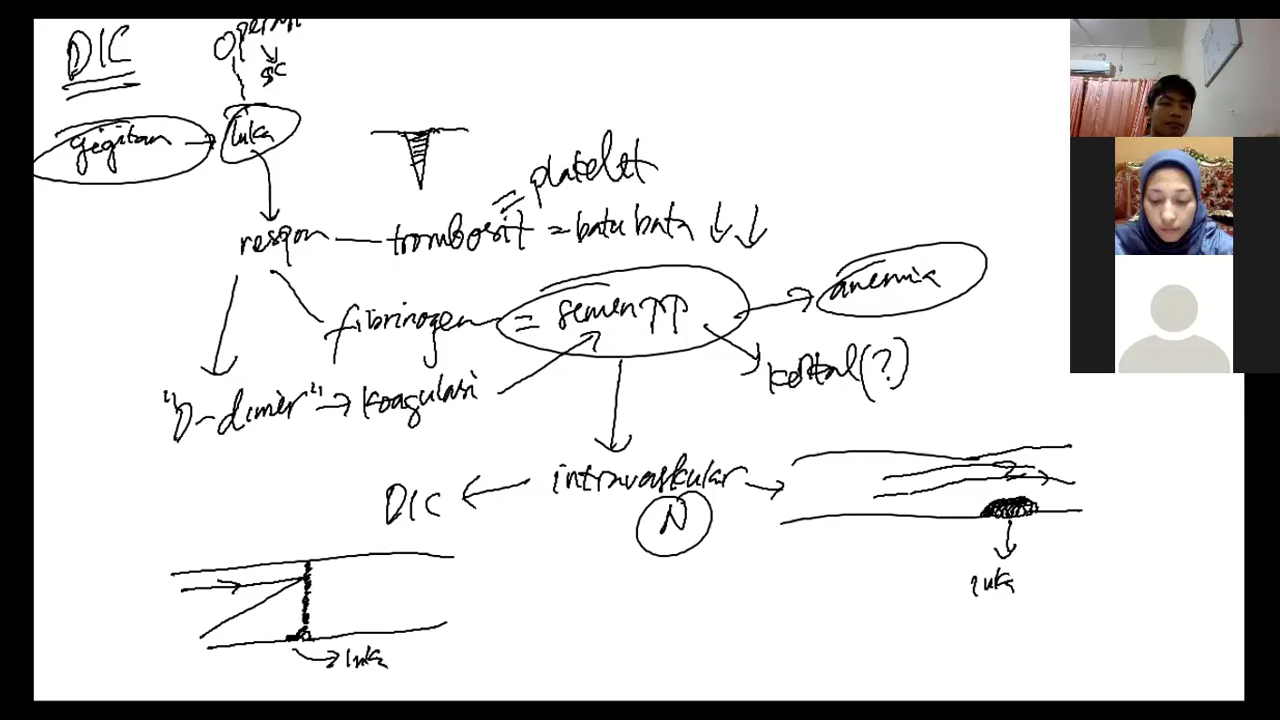 DIC
Operasi
SC
gigitan → luka
= platelet
respon — trombosit = batu bata ↓↓
fibrinogen = semen pp → anemia
kental (?)
"D-dimer" → koagulasi
DIC ← intravaskular →
N
luka
luka